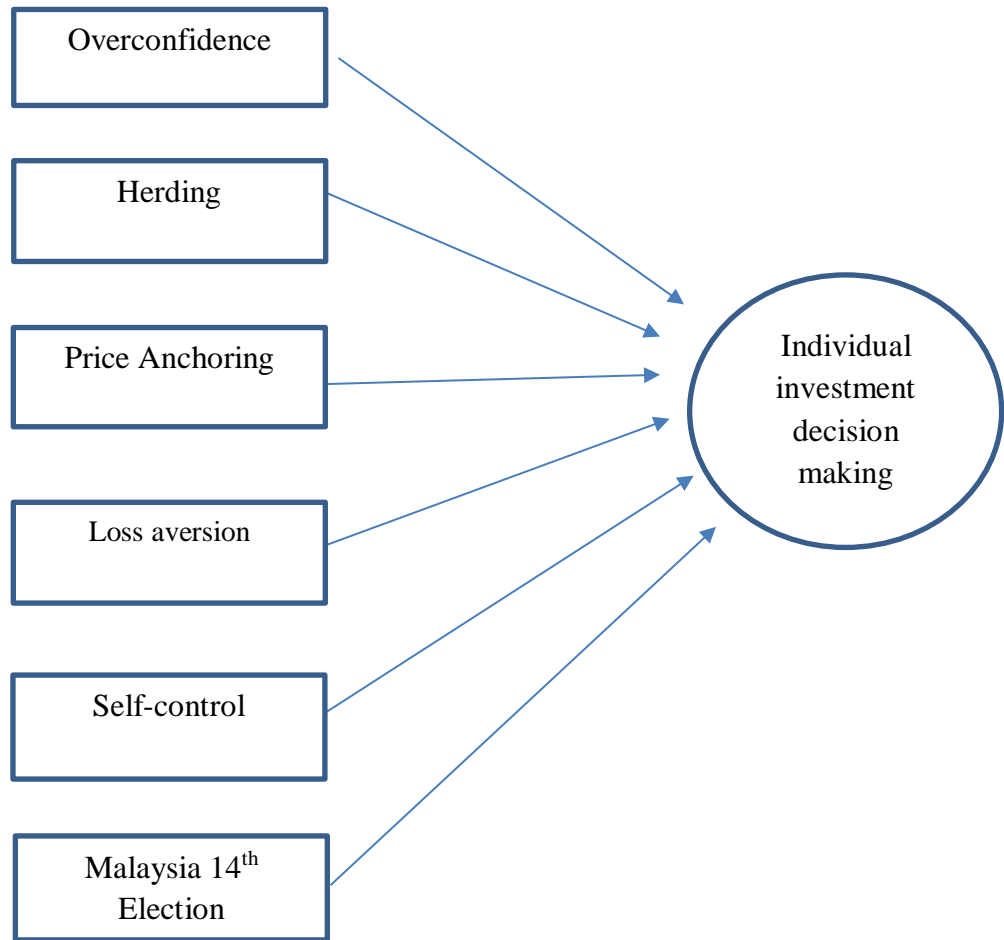 Overconfidence
Herding
Price Anchoring
Loss aversion
Self-control
Malaysia 14th
Election
Individual
investment
decision
making